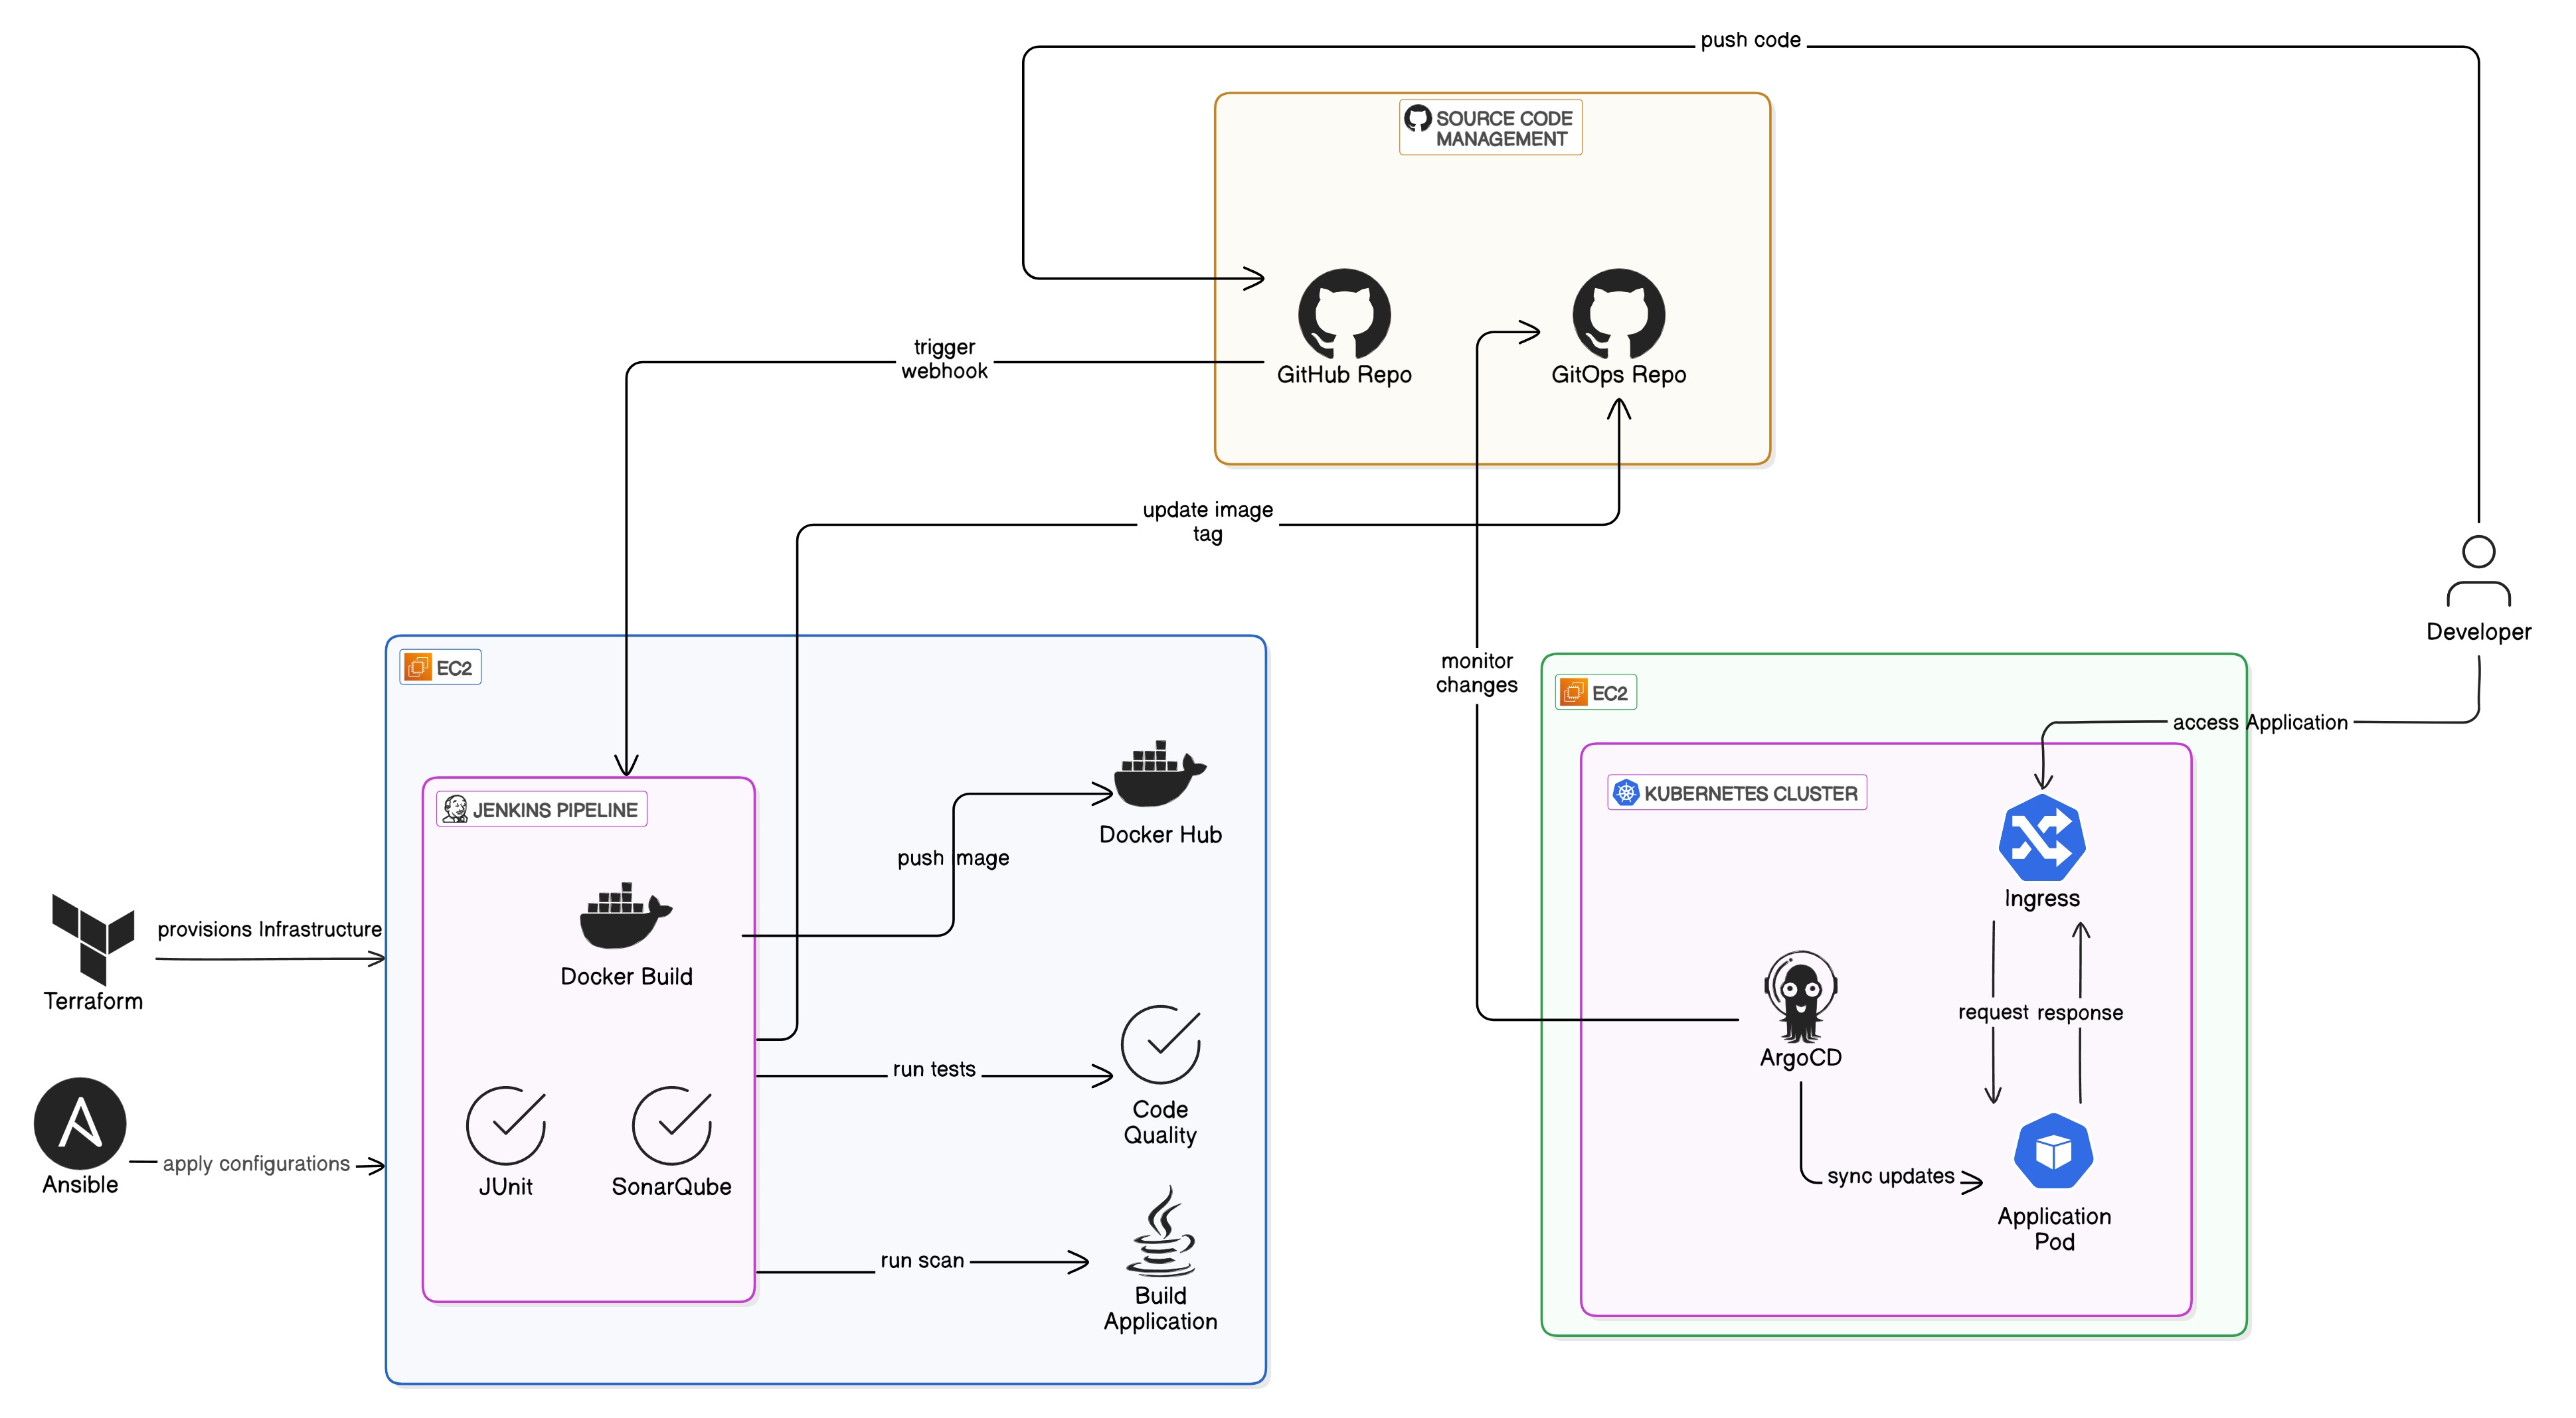 push code
SOURCE CODE
MANAGEMENT
GitHub Repo
GitOps Repo
trigger
webhook
update image
tag
Developer
monitor
changes
EC2
EC2
access Application
JENKINS PIPELINE
KUBERNETES CLUSTER
Docker Hub
push mage
Ingress
provisions Infrastructure
Docker Build
Terraform
request
response
ArgoCD
run tests
Code
Quality
apply configurations
Ansible
JUnit
SonarQube
sync updates
Application
Pod
run scan
Build
Application